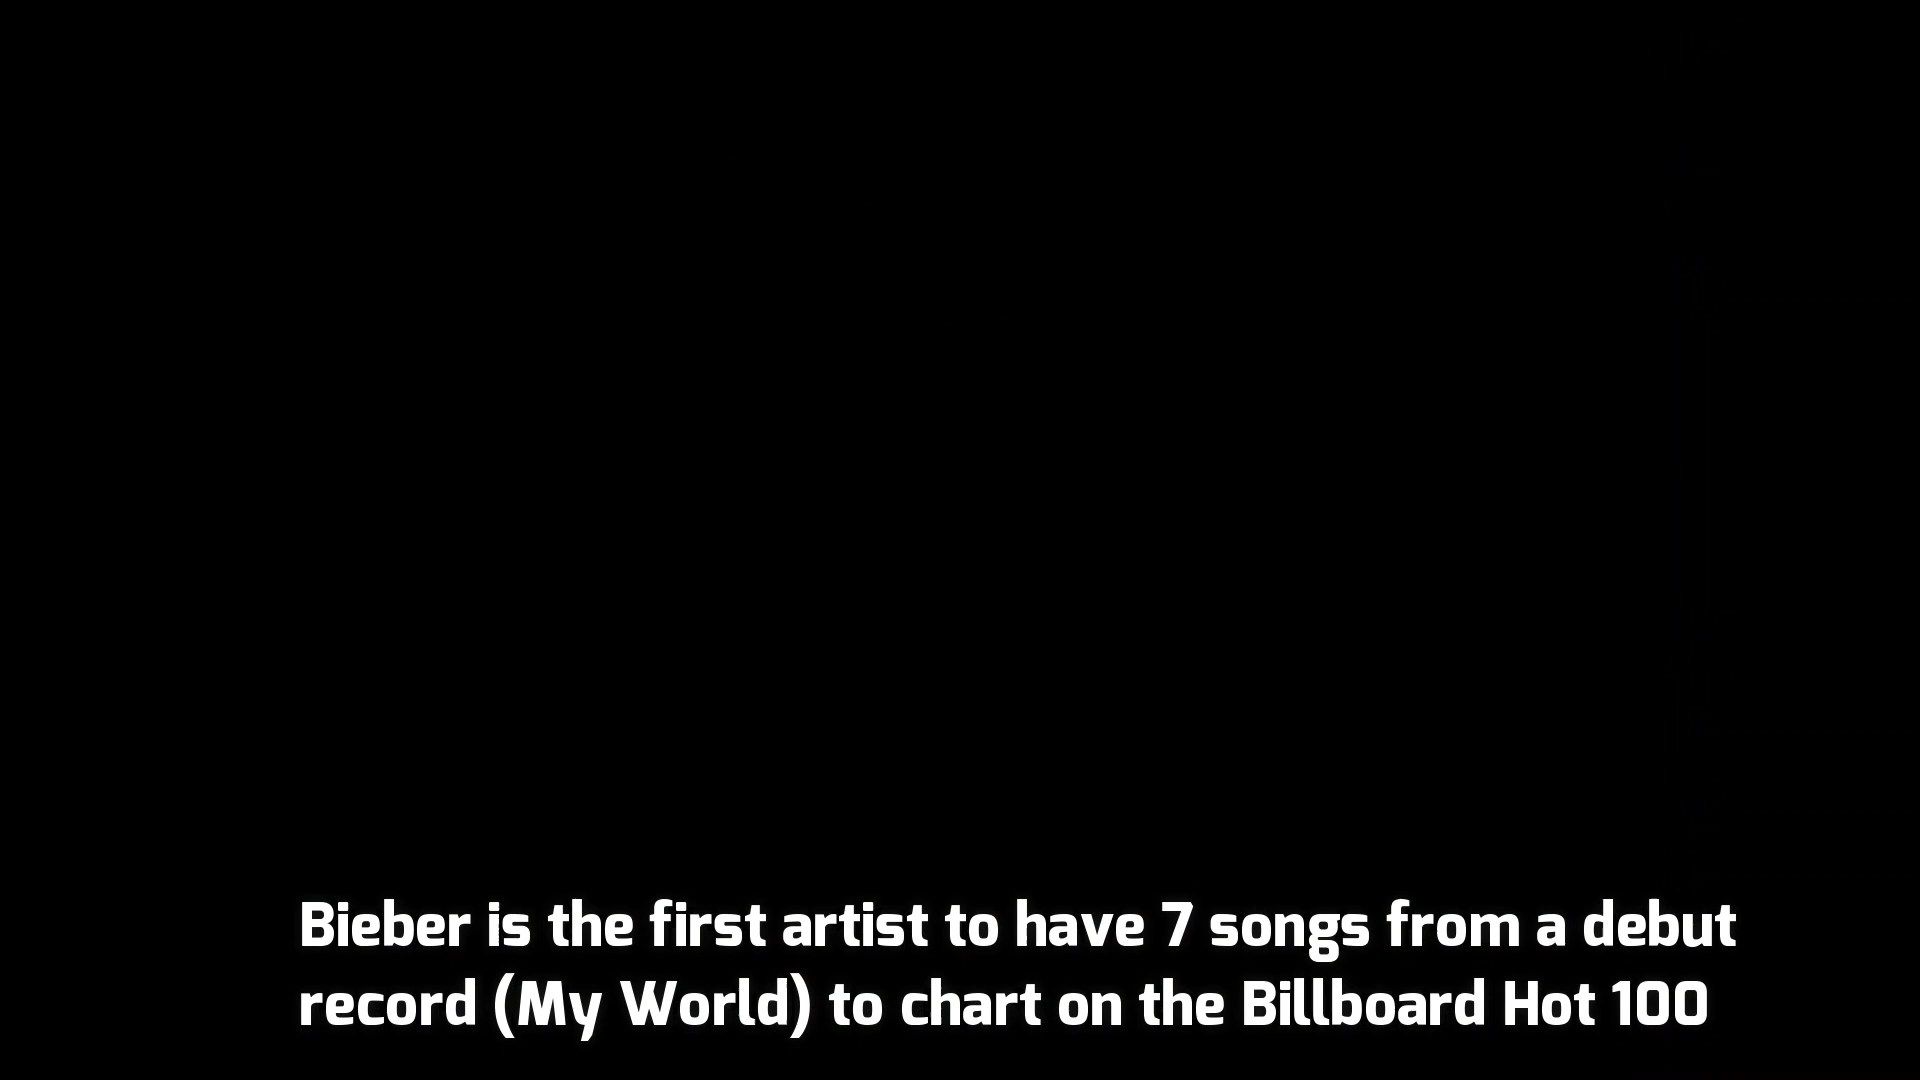 Bieber is the first artist to have 7 songs from a debut
record (My World) to chart on the Billboard Hot 100